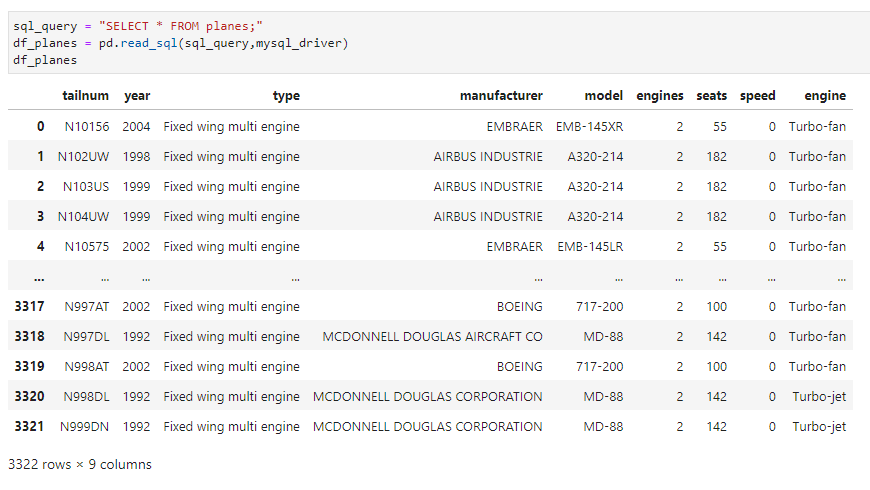 sql_query = "SELECT * FROM planes;"
df_planes = pd.read_sql(sql_query,mysql_driver)
df_planes
tailnum year type manufacturer model engines seats speed engine
0 N10156 2004 Fixed wing multi engine EMBRAER EMB-145XR 2 55 0 Turbo-fan
1 N102UW 1998 Fixed wing multi engine AIRBUS INDUSTRIE A320-214 2 182 0 Turbo-fan
2 N103US 1999 Fixed wing multi engine AIRBUS INDUSTRIE A320-214 2 182 0 Turbo-fan
3 N104UW 1999 Fixed wing multi engine AIRBUS INDUSTRIE A320-214 2 182 0 Turbo-fan
4 N10575 2002 Fixed wing multi engine EMBRAER EMB-145LR 2 55 0 Turbo-fan
... ... ... ... ... ... ... ... ... ...
3317 N997AT 2002 Fixed wing multi engine BOEING 717-200 2 100 0 Turbo-fan
3318 N997DL 1992 Fixed wing multi engine MCDONNELL DOUGLAS AIRCRAFT CO MD-88 2 142 0 Turbo-fan
3319 N998AT 2002 Fixed wing multi engine BOEING 717-200 2 100 0 Turbo-fan
3320 N998DL 1992 Fixed wing multi engine MCDONNELL DOUGLAS CORPORATION MD-88 2 142 0 Turbo-jet
3321 N999DN 1992 Fixed wing multi engine MCDONNELL DOUGLAS CORPORATION MD-88 2 142 0 Turbo-jet
3322 rows × 9 columns